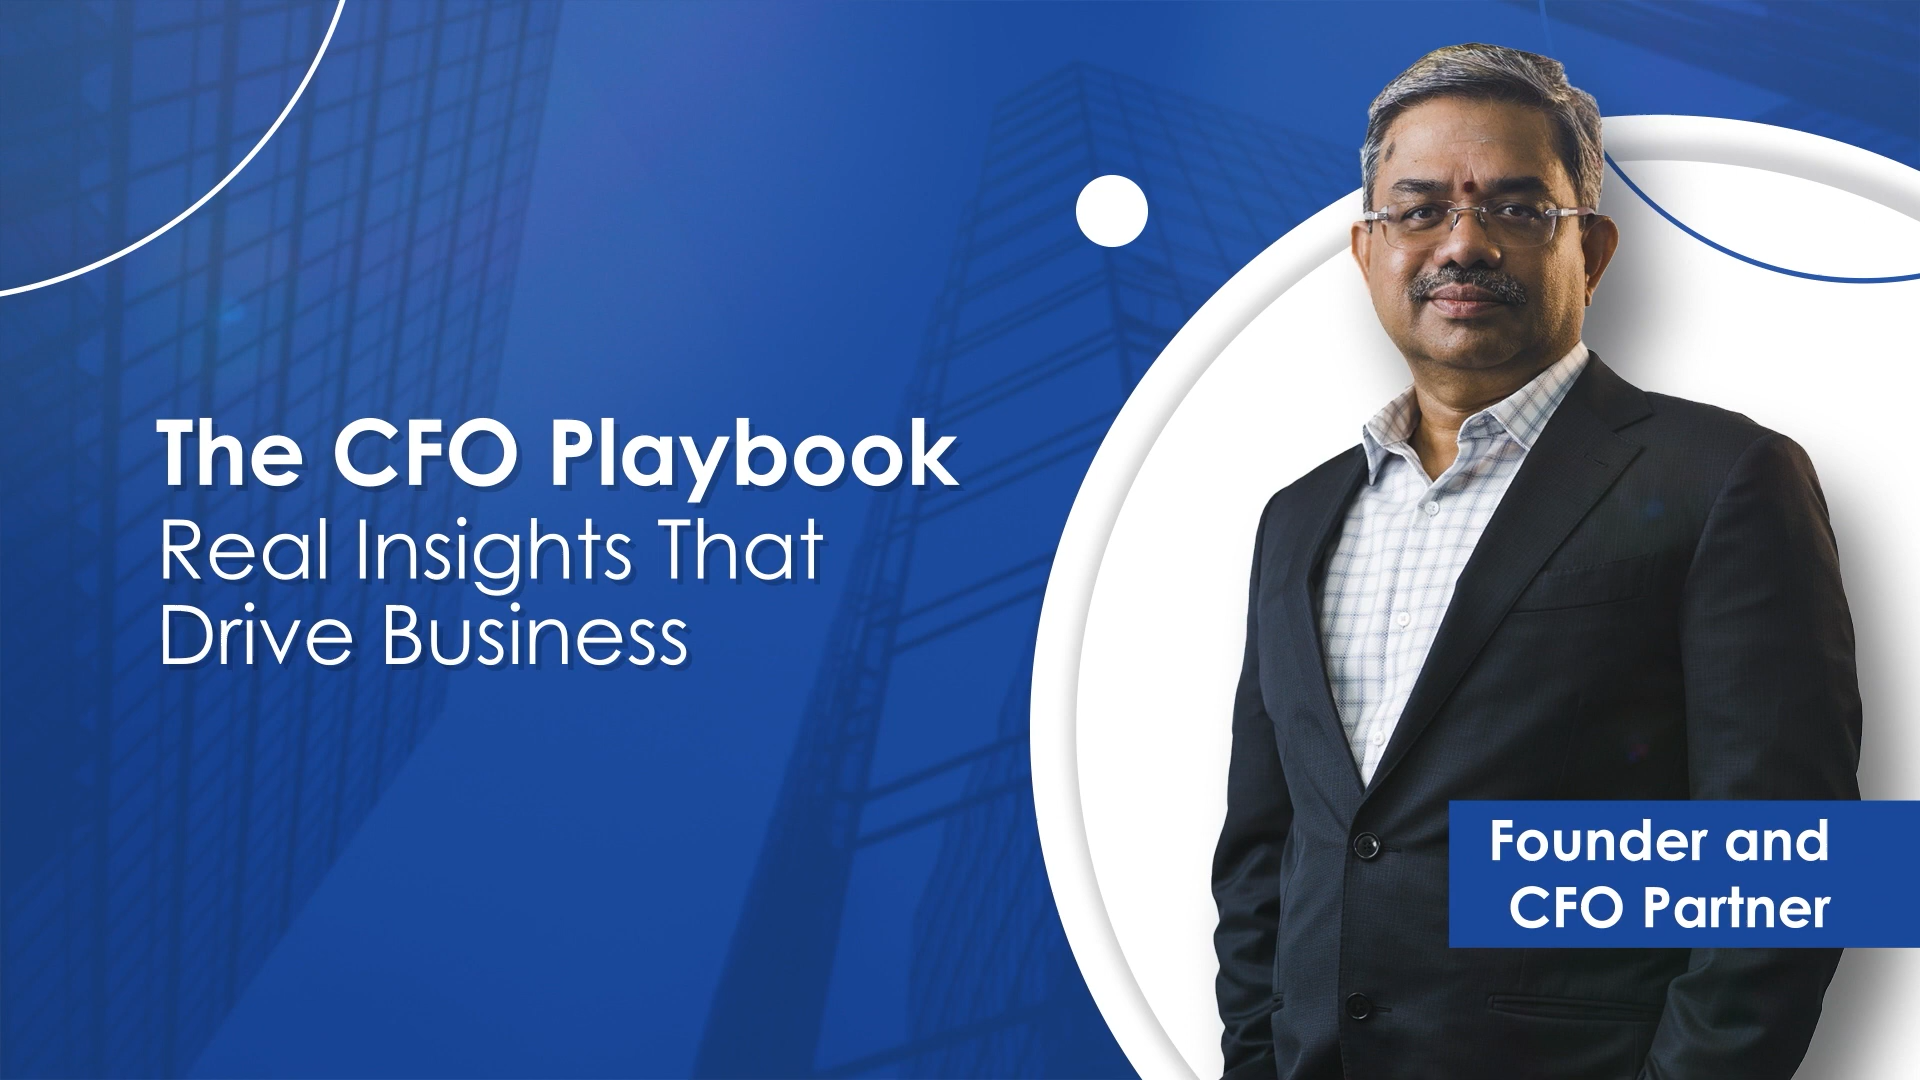 The CFO Playbook
Real Insights That
Drive Business
Founder and
CFO Partner